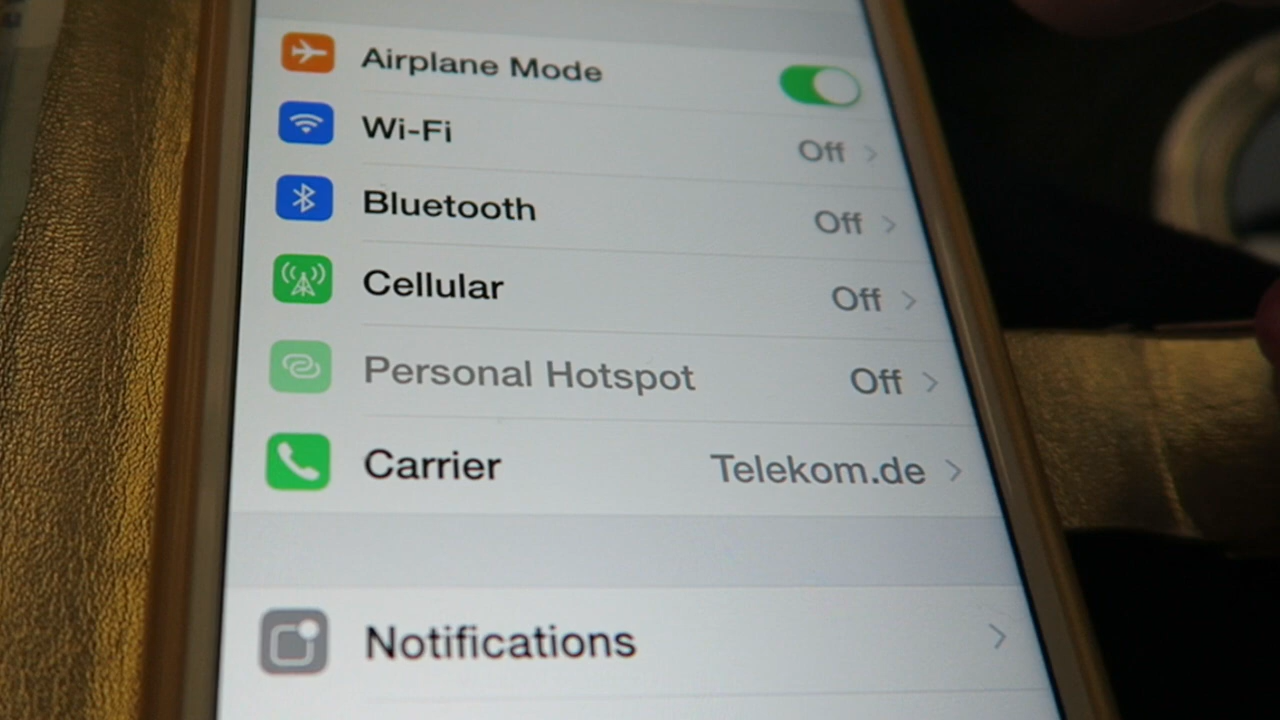 Airplane Mode
Wi-Fi Off
Bluetooth Off
Cellular Off
Personal Hotspot Off
Carrier Telekom.de
Notifications